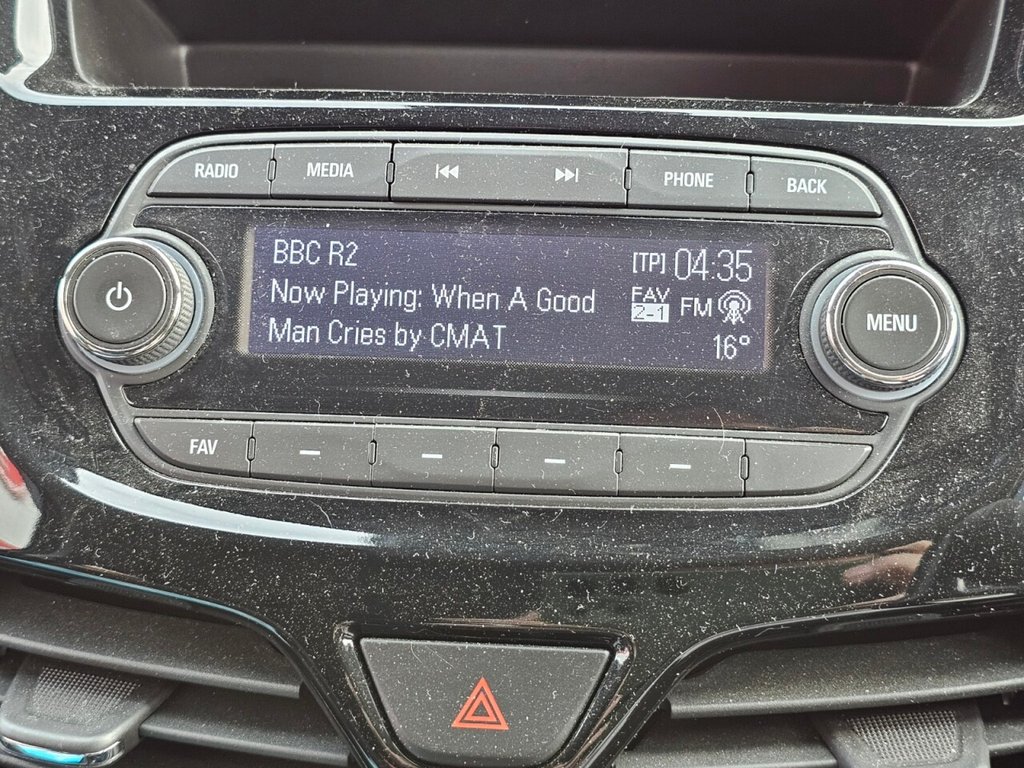 RADIO MEDIA PHONE BACK
BBC R2 [TP] 04:35
Now Playing: When A Good FAV 2-1 FM
Man Cries by CMAT 16°
MENU
FAV